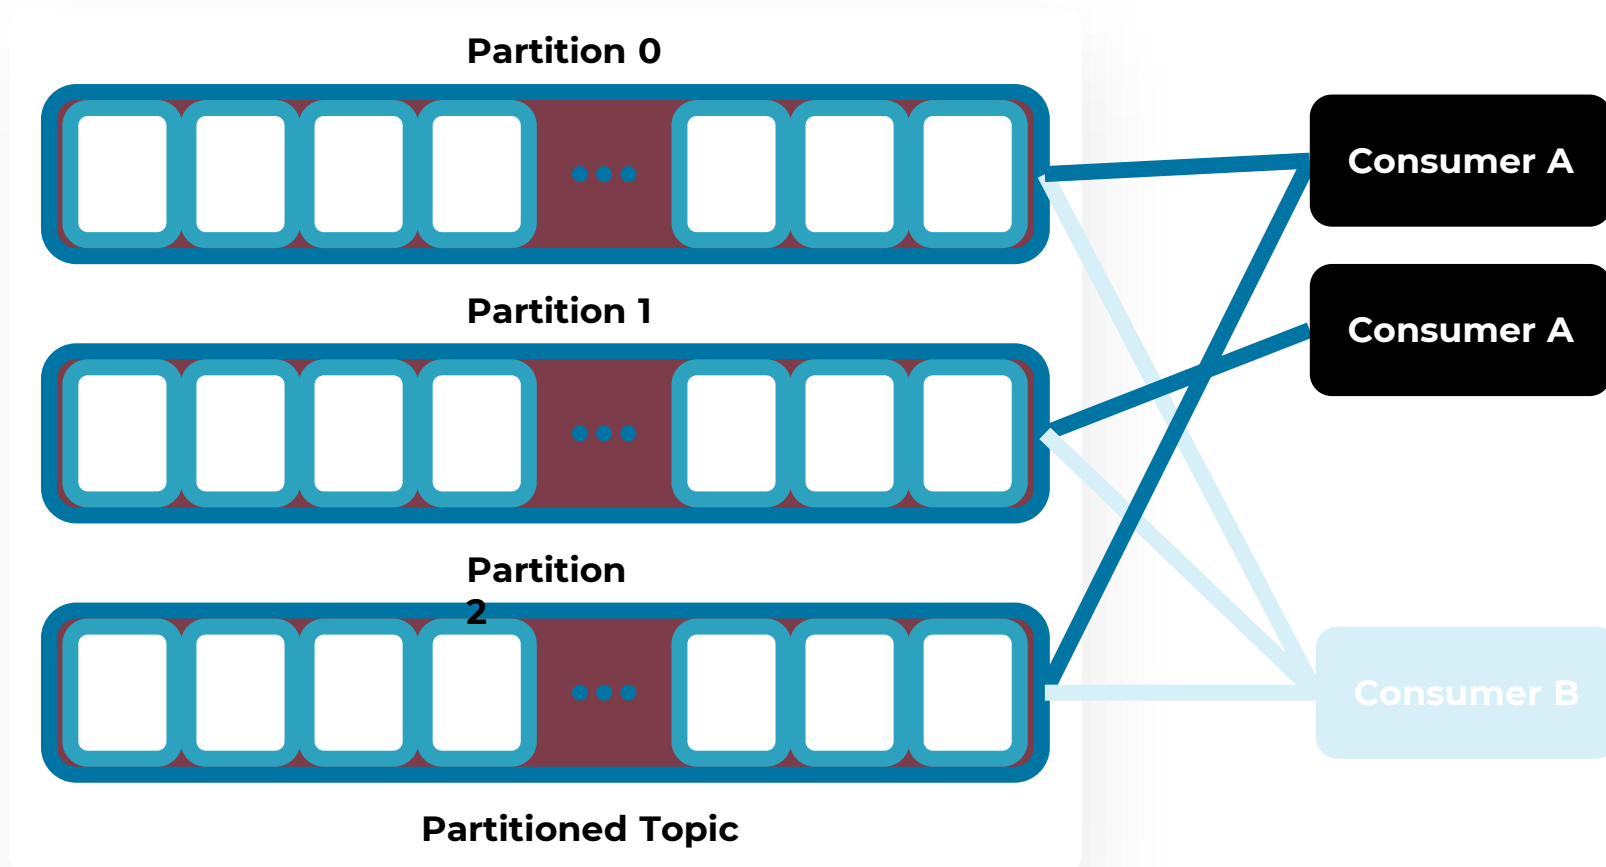 Partition 0
Consumer A
Partition 1
Consumer A
Partition
2
Consumer B
Partitioned Topic